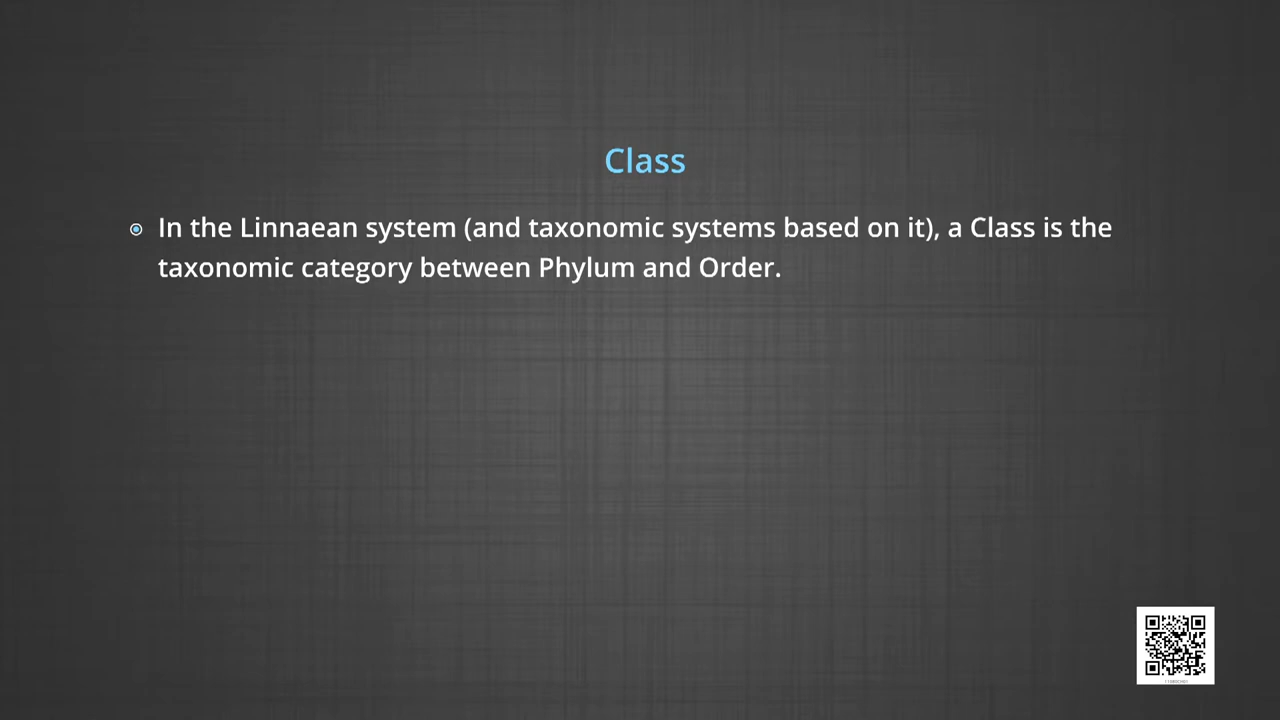 Class
In the Linnaean system (and taxonomic systems based on it), a Class is the
taxonomic category between Phylum and Order.